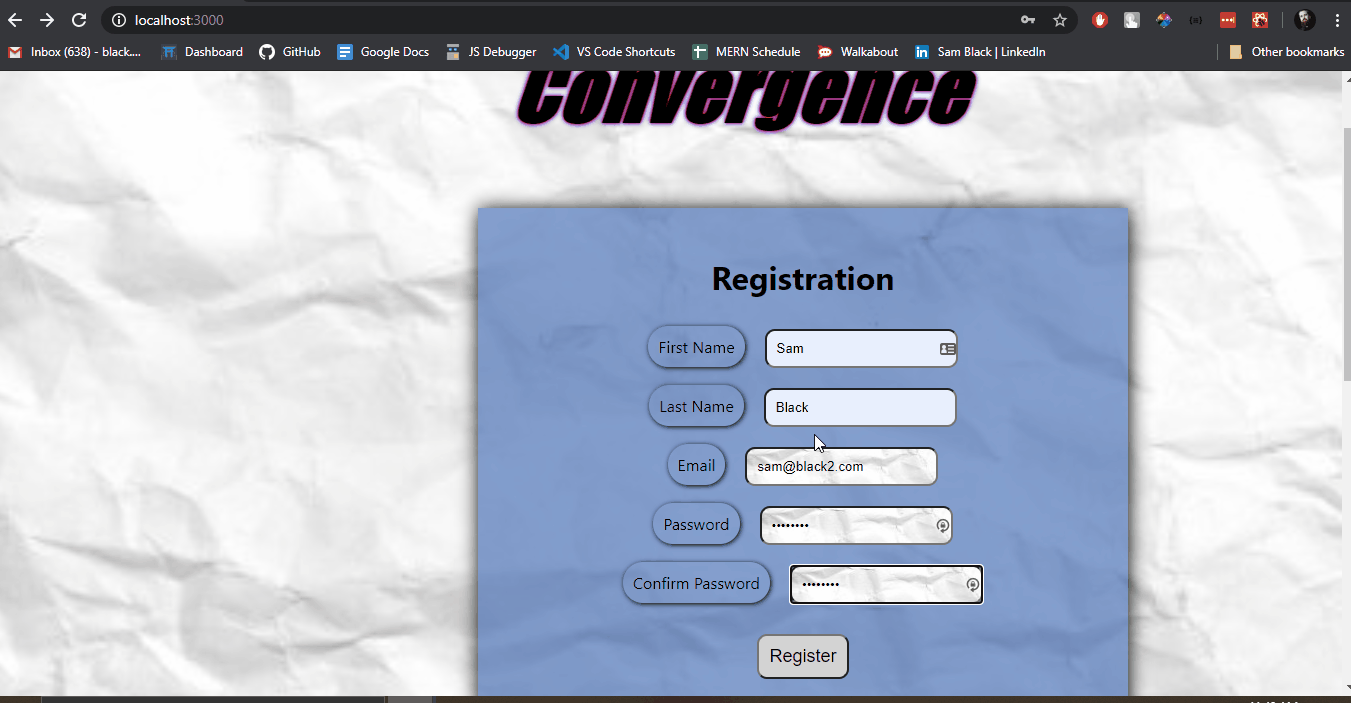 localhost:3000
Inbox (638) - black.... Dashboard GitHub Google Docs JS Debugger VS Code Shortcuts MERN Schedule Walkabout Sam Black | LinkedIn Other bookmarks
Convergence
Registration
First Name Sam
Last Name Black
Email sam@black2.com
Password ••••••••
Confirm Password ••••••••
Register